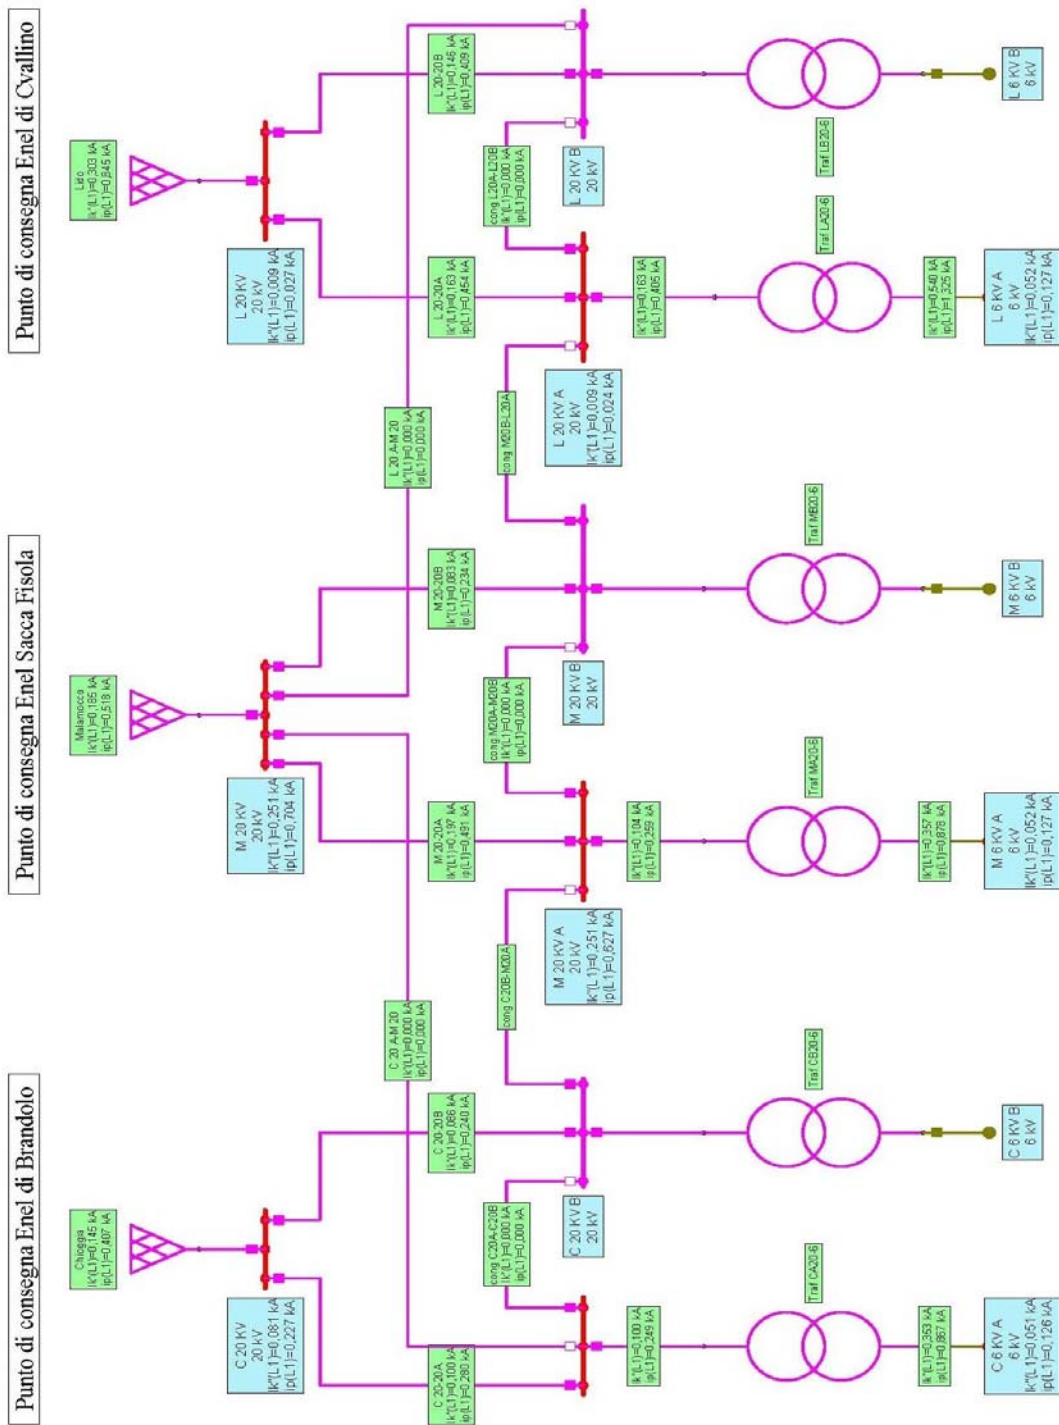 Punto di consegna Enel di Brandolo
Punto di consegna Enel Sacca Fisola
Punto di consegna Enel di Cvallino
Chioggia
Ik"(L1)=0,145 kA
ip(L1)=0,407 kA
Malamocco
Ik"(L1)=0,185 kA
ip(L1)=0,518 kA
Lido
Ik"(L1)=0,303 kA
ip(L1)=0,845 kA
C 20 KV
20 kV
Ik"(L1)=0,081 kA
ip(L1)=0,227 kA
M 20 KV
20 kV
Ik"(L1)=0,251 kA
ip(L1)=0,704 kA
L 20 KV
20 kV
Ik"(L1)=0,009 kA
ip(L1)=0,027 kA
C 20 A-M 20
Ik"(L1)=0,000 kA
ip(L1)=0,000 kA
L 20 A-M 20
Ik"(L1)=0,000 kA
ip(L1)=0,000 kA
C 20-20A
Ik"(L1)=0,100 kA
ip(L1)=0,280 kA
C 20-20B
Ik"(L1)=0,086 kA
ip(L1)=0,240 kA
M 20-20A
Ik"(L1)=0,197 kA
ip(L1)=0,491 kA
M 20-20B
Ik"(L1)=0,083 kA
ip(L1)=0,234 kA
L 20-20A
Ik"(L1)=0,163 kA
ip(L1)=0,454 kA
L 20-20B
Ik"(L1)=0,146 kA
ip(L1)=0,409 kA
cong C20A-C20B
Ik"(L1)=0,000 kA
ip(L1)=0,000 kA
cong C20B-M20A
cong M20A-M20B
Ik"(L1)=0,000 kA
ip(L1)=0,000 kA
cong M20B-L20A
cong L20A-L20B
Ik"(L1)=0,000 kA
ip(L1)=0,000 kA
C 20 KV B
20 kV
M 20 KV A
20 kV
Ik"(L1)=0,251 kA
ip(L1)=0,627 kA
M 20 KV B
20 kV
L 20 KV A
20 kV
Ik"(L1)=0,009 kA
ip(L1)=0,024 kA
L 20 KV B
20 kV
Ik"(L1)=0,100 kA
ip(L1)=0,249 kA
Ik"(L1)=0,104 kA
ip(L1)=0,259 kA
Ik"(L1)=0,163 kA
ip(L1)=0,405 kA
Traf CA20-6
Traf CB20-6
Traf MA20-6
Traf MB20-6
Traf LA20-6
Traf LB20-6
Ik"(L1)=0,353 kA
ip(L1)=0,867 kA
Ik"(L1)=0,357 kA
ip(L1)=0,878 kA
Ik"(L1)=0,540 kA
ip(L1)=1,325 kA
C 6 KV A
6 kV
Ik"(L1)=0,051 kA
ip(L1)=0,126 kA
C 6 KV B
6 kV
M 6 KV A
6 kV
Ik"(L1)=0,052 kA
ip(L1)=0,127 kA
M 6 KV B
6 kV
L 6 KV A
6 kV
Ik"(L1)=0,052 kA
ip(L1)=0,127 kA
L 6 KV B
6 kV